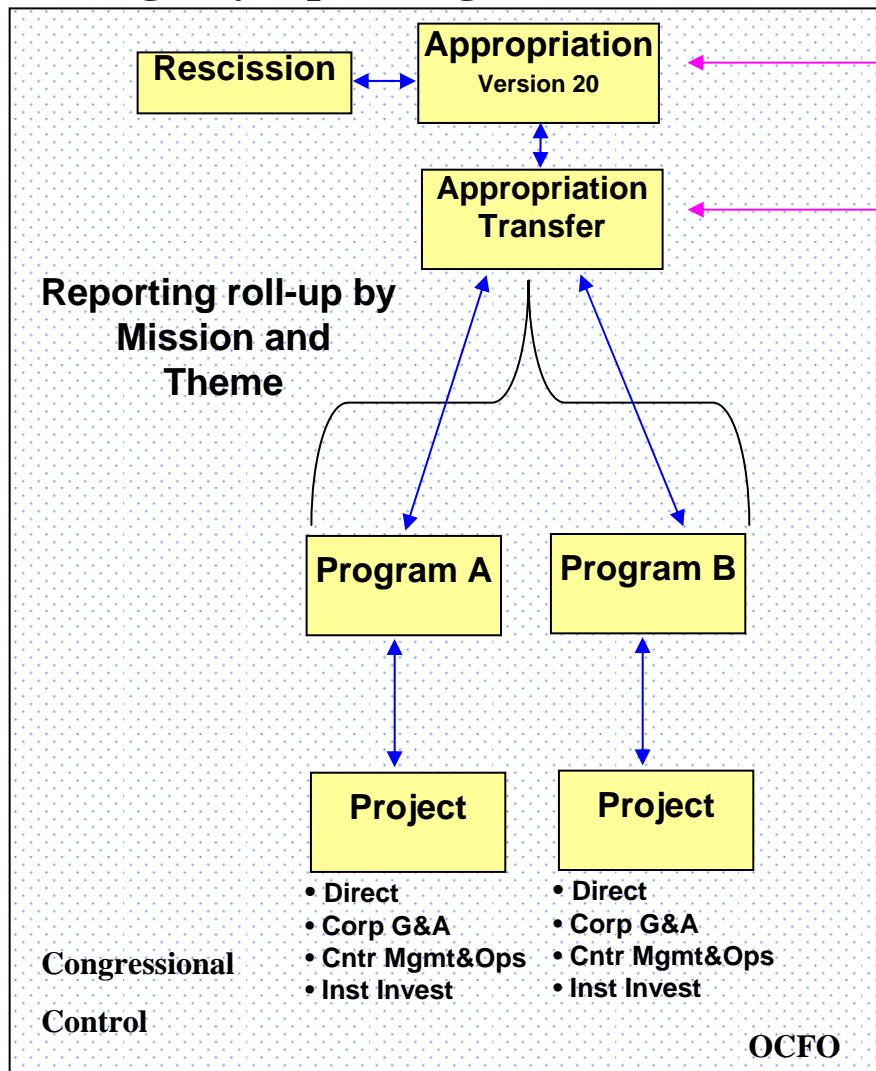 Appropriation
Version 20
Rescission
Appropriation
Transfer
Reporting roll-up by
Mission and
Theme
Program A
Program B
Project
Project
• Direct
• Corp G&A
• Cntr Mgmt&Ops
• Inst Invest
• Direct
• Corp G&A
• Cntr Mgmt&Ops
• Inst Invest
Congressional
Control
OCFO